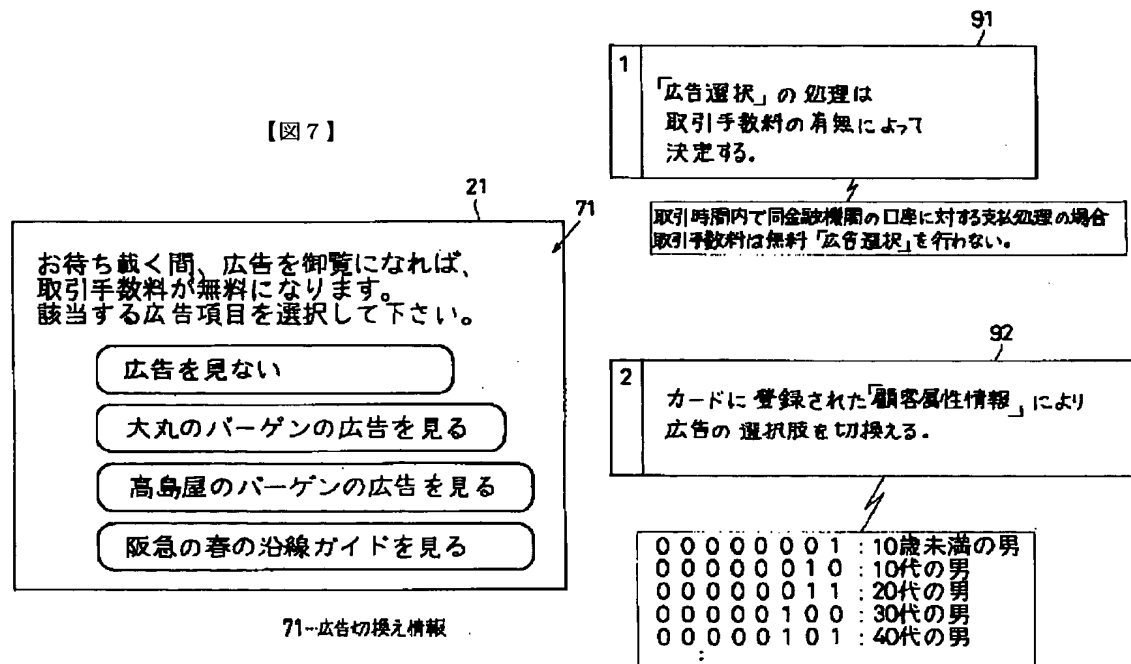 【図７】
21
71
お待ち載く間、広告を御覧になれば、
取引手数料が無料になります。
該当する広告項目を選択して下さい。
広告を見ない
大丸のバーゲンの広告を見る
高島屋のバーゲンの広告を見る
阪急の春の沿線ガイドを見る
71…広告切換え情報
91
1
「広告選択」の処理は
取引手数料の有無によって
決定する。
取引時間内で同金融機関の口座に対する支払処理の場合
取引手数料は無料「広告選択」を行わない。
92
2
カードに登録された「顧客属性情報」により
広告の選択肢を切換える。
00000001:10歳未満の男
00000010:10代の男
00000011:20代の男
00000100:30代の男
00000101:40代の男
: